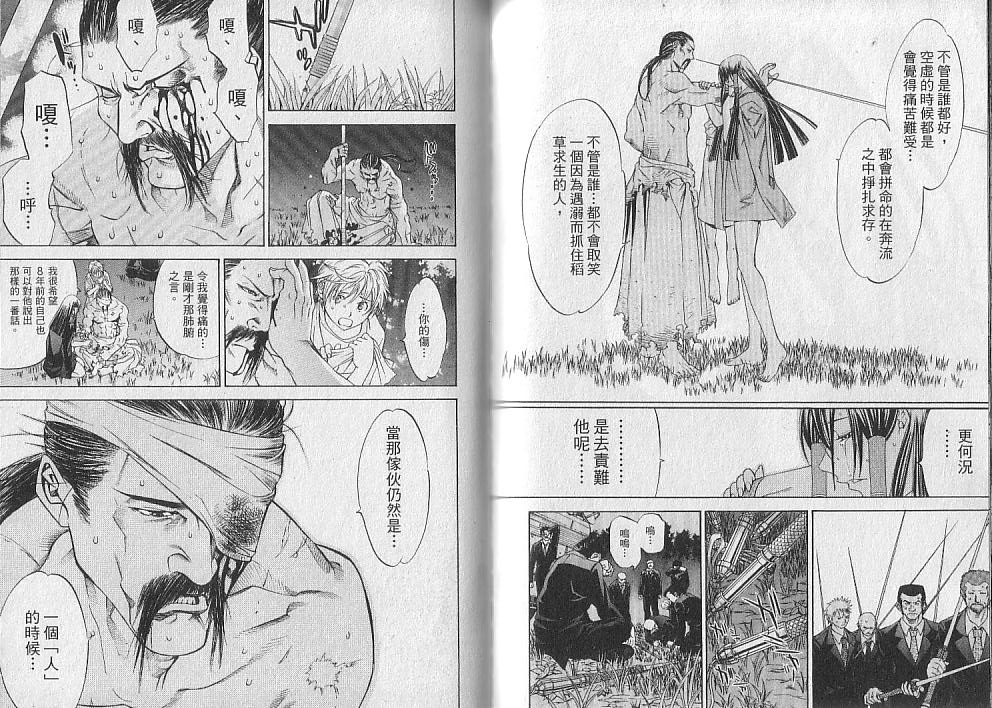 不管是誰都好，
空虛的時候都是
會覺得痛苦難受…
都會拼命的在奔流
之中掙扎求存。
不管是誰…都不會取笑
一個因為遇溺而抓住稻
草求生的人，
更何況
……
………
是去責難
他呢……
嗚…
嗚嗚…
嗄、
嗄、
嗄
嗄…
…呼…
…你的傷…
令我覺得痛的…
是剛才那肺腑
之言。
我很希望
8年前的自己也
可以對他說出
那樣的一番話。
當那傢伙仍然是…
一個「人」
的時候…